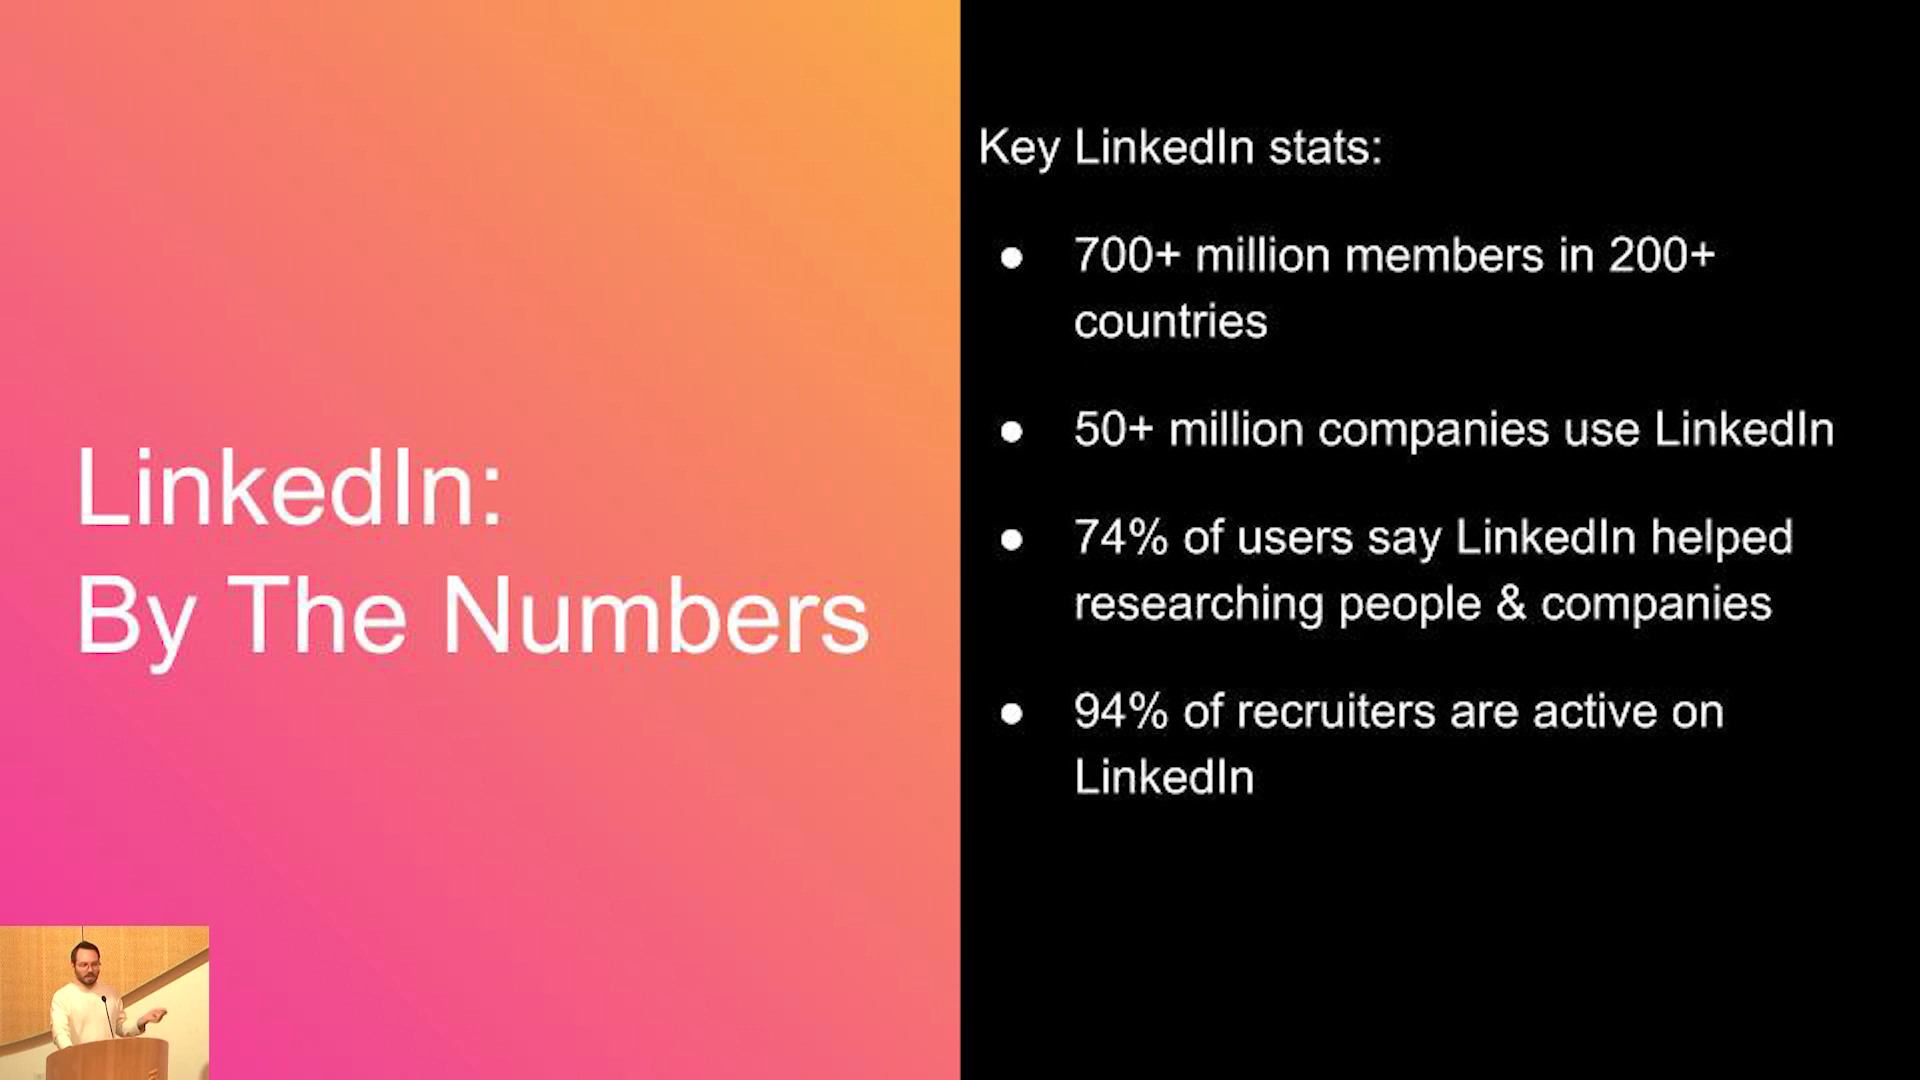 LinkedIn:
By The Numbers
Key LinkedIn stats:
● 700+ million members in 200+
countries
● 50+ million companies use LinkedIn
● 74% of users say LinkedIn helped
researching people & companies
● 94% of recruiters are active on
LinkedIn